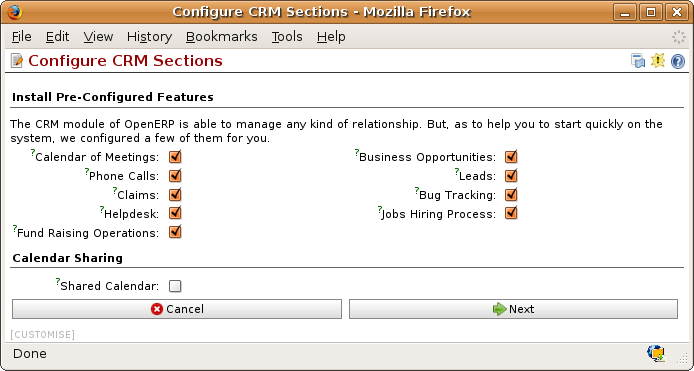 Configure CRM Sections - Mozilla Firefox
File Edit View History Bookmarks Tools Help
Configure CRM Sections
Install Pre-Configured Features
The CRM module of OpenERP is able to manage any kind of relationship. But, as to help you to start quickly on the
system, we configured a few of them for you.
?Calendar of Meetings: ?Business Opportunities:
?Phone Calls: ?Leads:
?Claims: ?Bug Tracking:
?Helpdesk: ?Jobs Hiring Process:
?Fund Raising Operations:
Calendar Sharing
?Shared Calendar:
Cancel Next
[CUSTOMISE]
Done